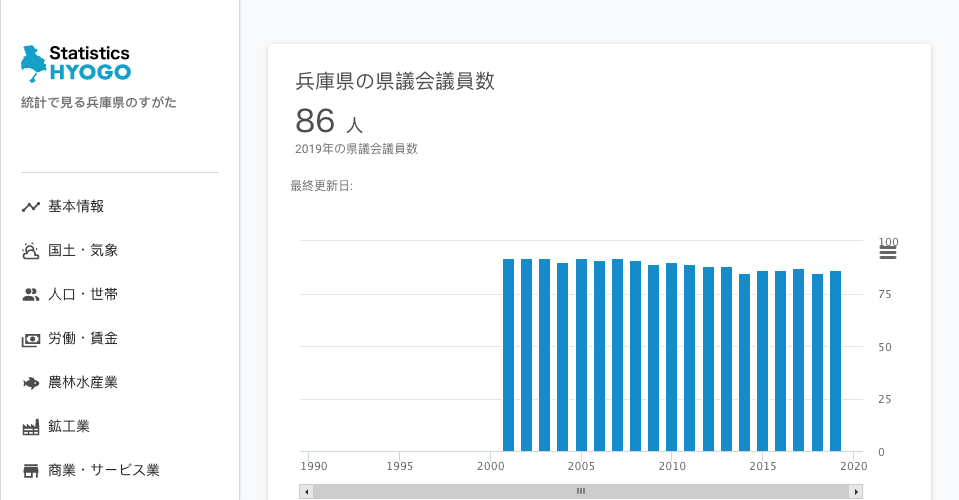 Statistics
HYOGO
統計で見る兵庫県のすがた
基本情報
国土・気象
人口・世帯
労働・賃金
農林水産業
鉱工業
商業・サービス業
兵庫県の県議会議員数
86 人
2019年の県議会議員数
最終更新日:
100
75
50
25
0
1990 1995 2000 2005 2010 2015 2020